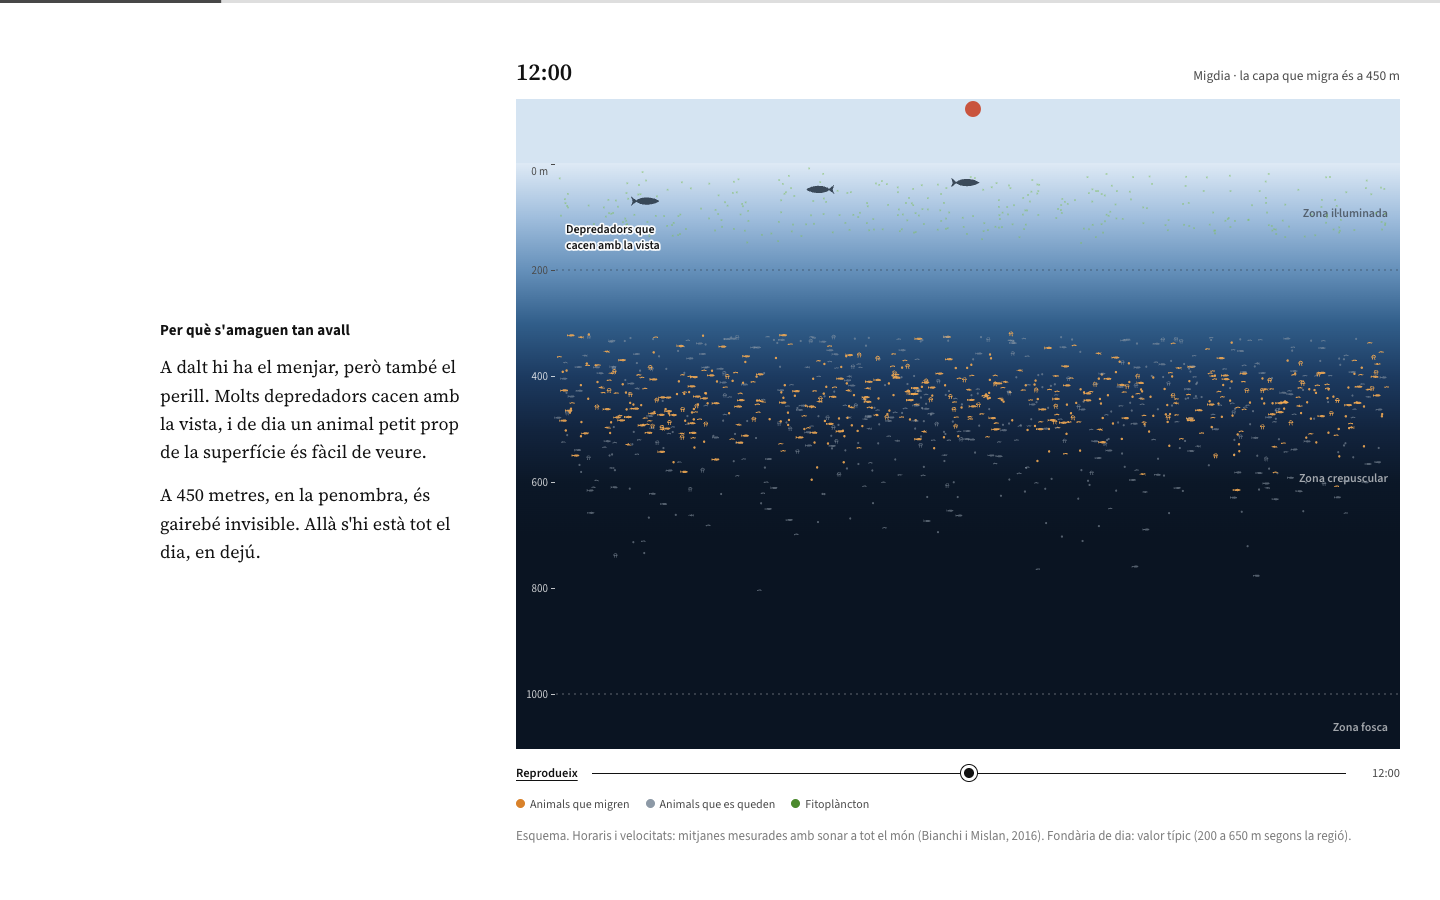 12:00
Migdia · la capa que migra és a 450 m
0 m
Zona il·luminada
Depredadors que
cacen amb la vista
200
Per què s'amaguen tan avall
A dalt hi ha el menjar, però també el
perill. Molts depredadors cacen amb
la vista, i de dia un animal petit prop
de la superfície és fàcil de veure.
A 450 metres, en la penombra, és
gairebé invisible. Allà s'hi està tot el
dia, en dejú.
400
600
Zona crepuscular
800
1000
Zona fosca
Reprodueix
12:00
Animals que migren
Animals que es queden
Fitoplàncton
Esquema. Horaris i velocitats: mitjanes mesurades amb sonar a tot el món (Bianchi i Mislan, 2016). Fondària de dia: valor típic (200 a 650 m segons la regió).